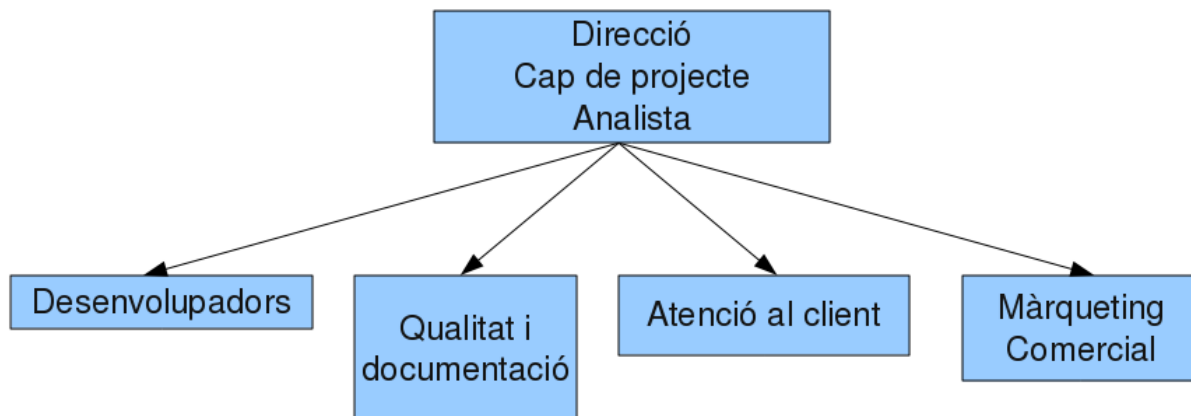 Direcció
Cap de projecte
Analista
Desenvolupadors
Qualitat i
documentació
Atenció al client
Màrqueting
Comercial